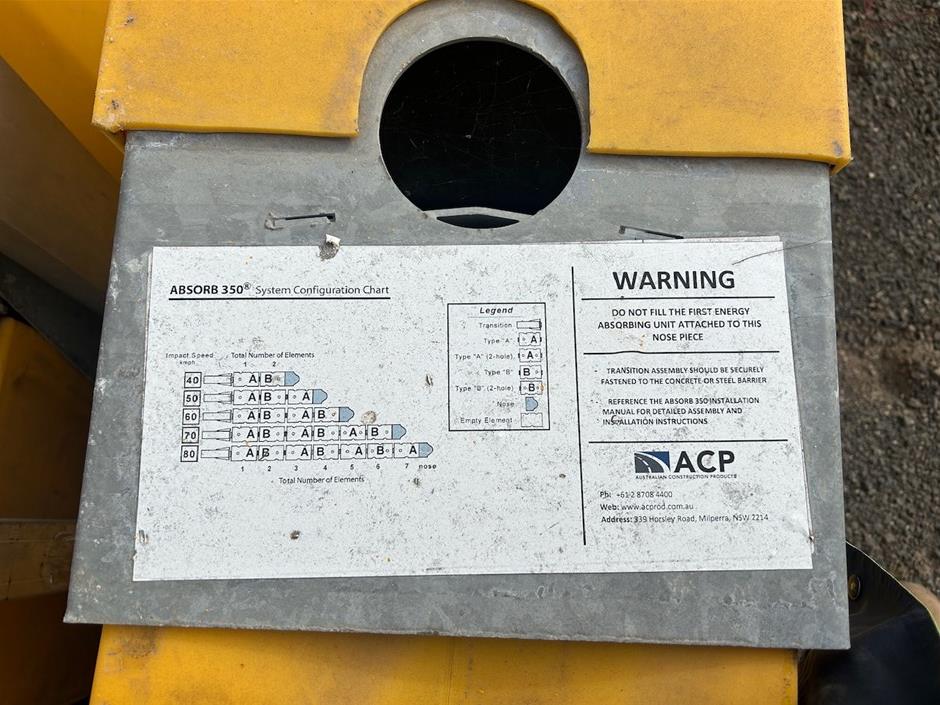 ABSORB 350® System Configuration Chart
Impact Speed
kmph
Total Number of Elements
1 2
40 A B
50 A B A
60 A B A B
70 A B A B A B
80 A B A B A B A
1 2 3 4 5 6 7 nose
Total Number of Elements
Legend
Transition
Type "A" A
Type "A" (2-hole) A
Type "B" B
Type "B" (2-hole) B
Nose
Empty Element
WARNING
DO NOT FILL THE FIRST ENERGY
ABSORBING UNIT ATTACHED TO THIS
NOSE PIECE
- TRANSITION ASSEMBLY SHOULD BE SECURELY
FASTENED TO THE CONCRETE OR STEEL BARRIER
- REFERENCE THE ABSORB 350 INSTALLATION
MANUAL FOR DETAILED ASSEMBLY AND
INSTALLATION INSTRUCTIONS
ACP
AUSTRALIAN CONSTRUCTION PRODUCTS
Ph: +61 2 8708 4400
Web: www.acprod.com.au
Address: 339 Horsley Road, Milperra, NSW 2214